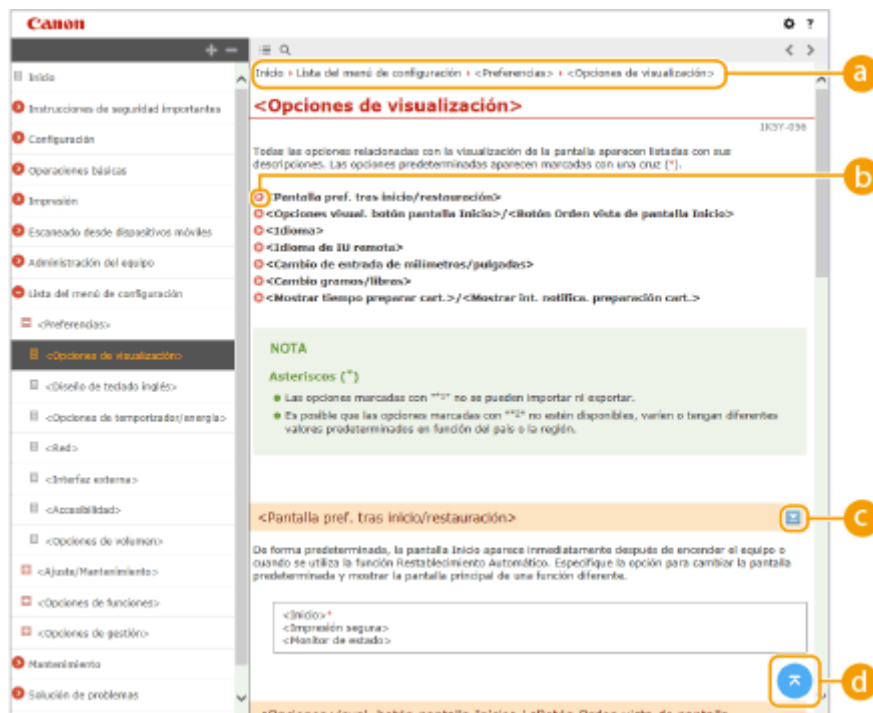 Canon
?
Inicio
Instrucciones de seguridad importantes
Configuración
Operaciones básicas
Impresión
Escaneado desde dispositivos móviles
Administración del equipo
Lista del menú de configuración
<Preferencias>
<Opciones de visualización>
<Diseño de teclado inglés>
<Opciones de temporizador/energía>
<Red>
<Interfaz externa>
<Accesibilidad>
<Opciones de volumen>
<Ajuste/Mantenimiento>
<Opciones de funciones>
<Opciones de gestión>
Mantenimiento
Solución de problemas
Inicio › Lista del menú de configuración › <Preferencias> › <Opciones de visualización>
a
<Opciones de visualización>
1K5Y-036
Todas las opciones relacionadas con la visualización de la pantalla aparecen listadas con sus
descripciones. Las opciones predeterminadas aparecen marcadas con una cruz (*).
b
<Pantalla pref. tras inicio/restauración>
<Opciones visual. botón pantalla Inicio>/<Botón Orden vista de pantalla Inicio>
<Idioma>
<Idioma de IU remota>
<Cambio de entrada de milímetros/pulgadas>
<Cambio gramos/libras>
<Mostrar tiempo preparar cart.>/<Mostrar int. notifica. preparación cart.>
NOTA
Asteriscos (*)
Las opciones marcadas con "*1" no se pueden importar ni exportar.
Es posible que las opciones marcadas con "*2" no estén disponibles, varíen o tengan diferentes
valores predeterminados en función del país o la región.
<Pantalla pref. tras inicio/restauración>
c
De forma predeterminada, la pantalla Inicio aparece inmediatamente después de encender el equipo o
cuando se utiliza la función Restablecimiento Automático. Especifique la opción para cambiar la pantalla
predeterminada y mostrar la pantalla principal de una función diferente.
<Inicio>*
<Impresión segura>
<Monitor de estado>
d